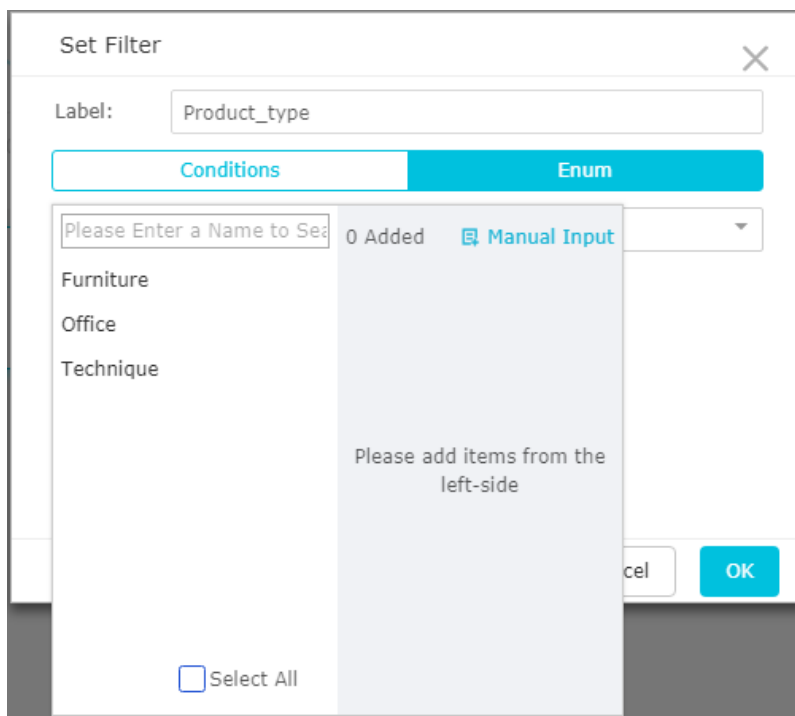 Set Filter
Label:
Product_type
Conditions
Enum
Please Enter a Name to Sea
0 Added
Manual Input
Furniture
Office
Technique
Please add items from the
left-side
Select All
cel
OK